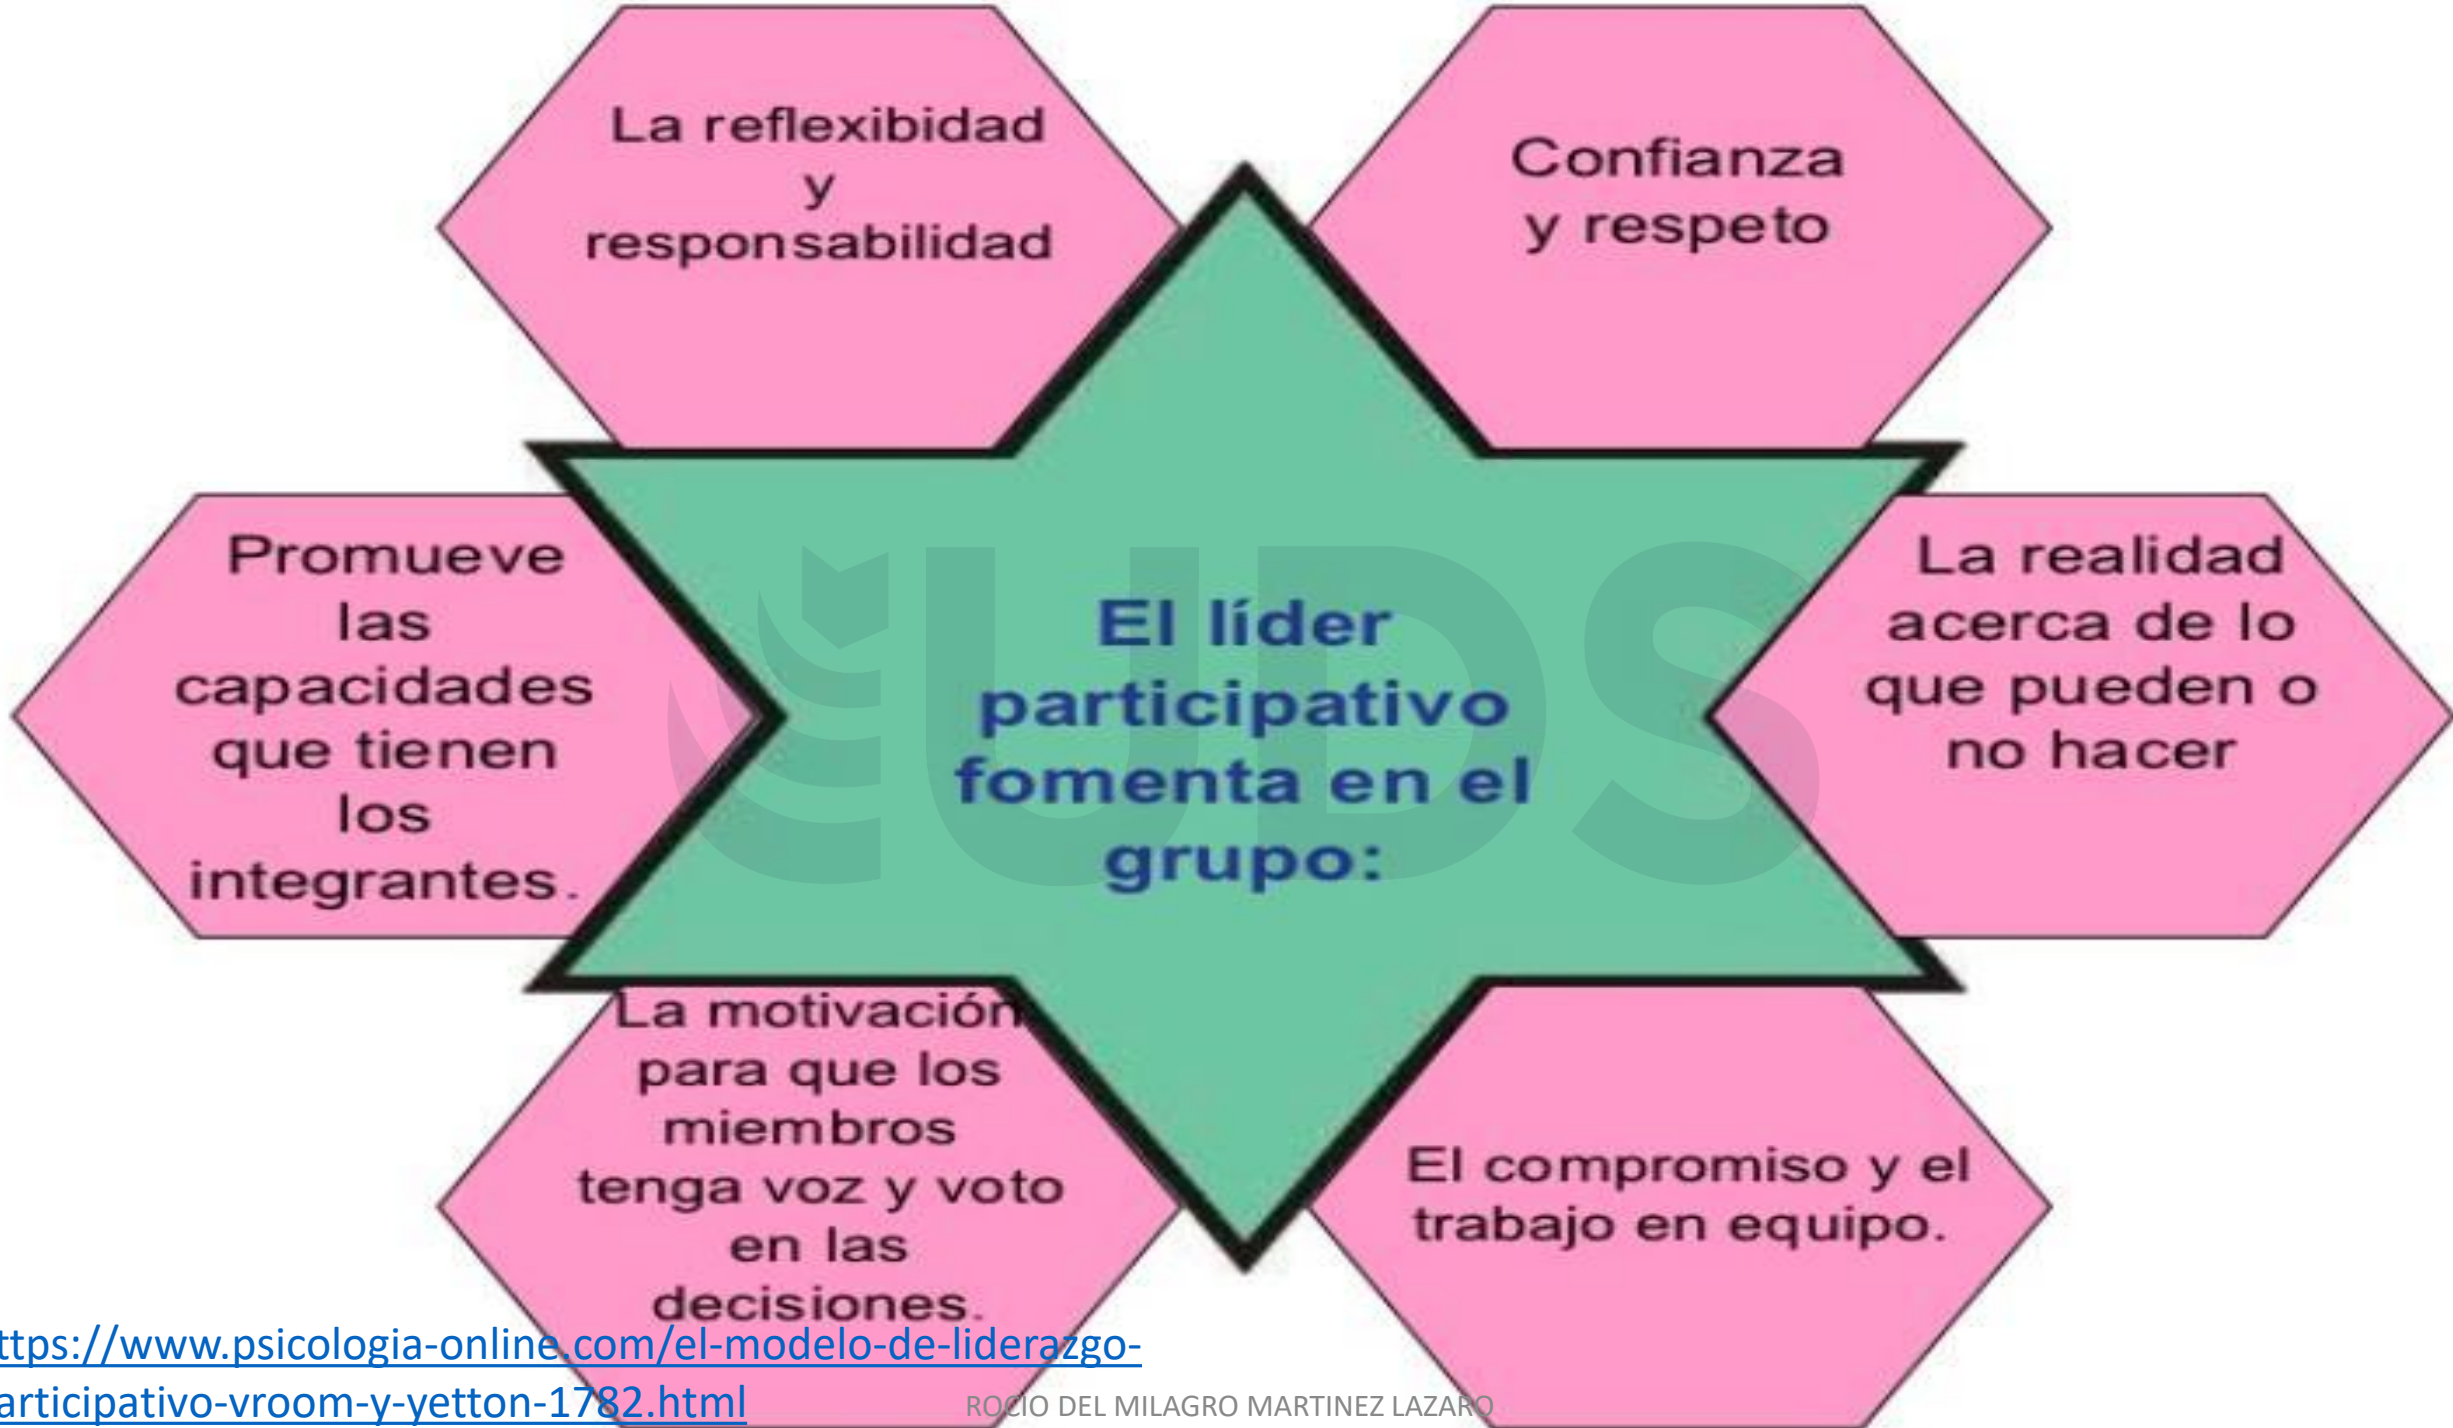 La reflexibidad
y
responsabilidad
Confianza
y respeto
Promueve
las
capacidades
que tienen
los
integrantes.
El líder
participativo
fomenta en el
grupo:
UDS
La realidad
acerca de lo
que pueden o
no hacer
La motivación
para que los
miembros
tenga voz y voto
en las
decisiones.
El compromiso y el
trabajo en equipo.
ttps://www.psicologia-online.com/el-modelo-de-liderazgo-
articipativo-vroom-y-yetton-1782.html
ROCIO DEL MILAGRO MARTINEZ LAZARO